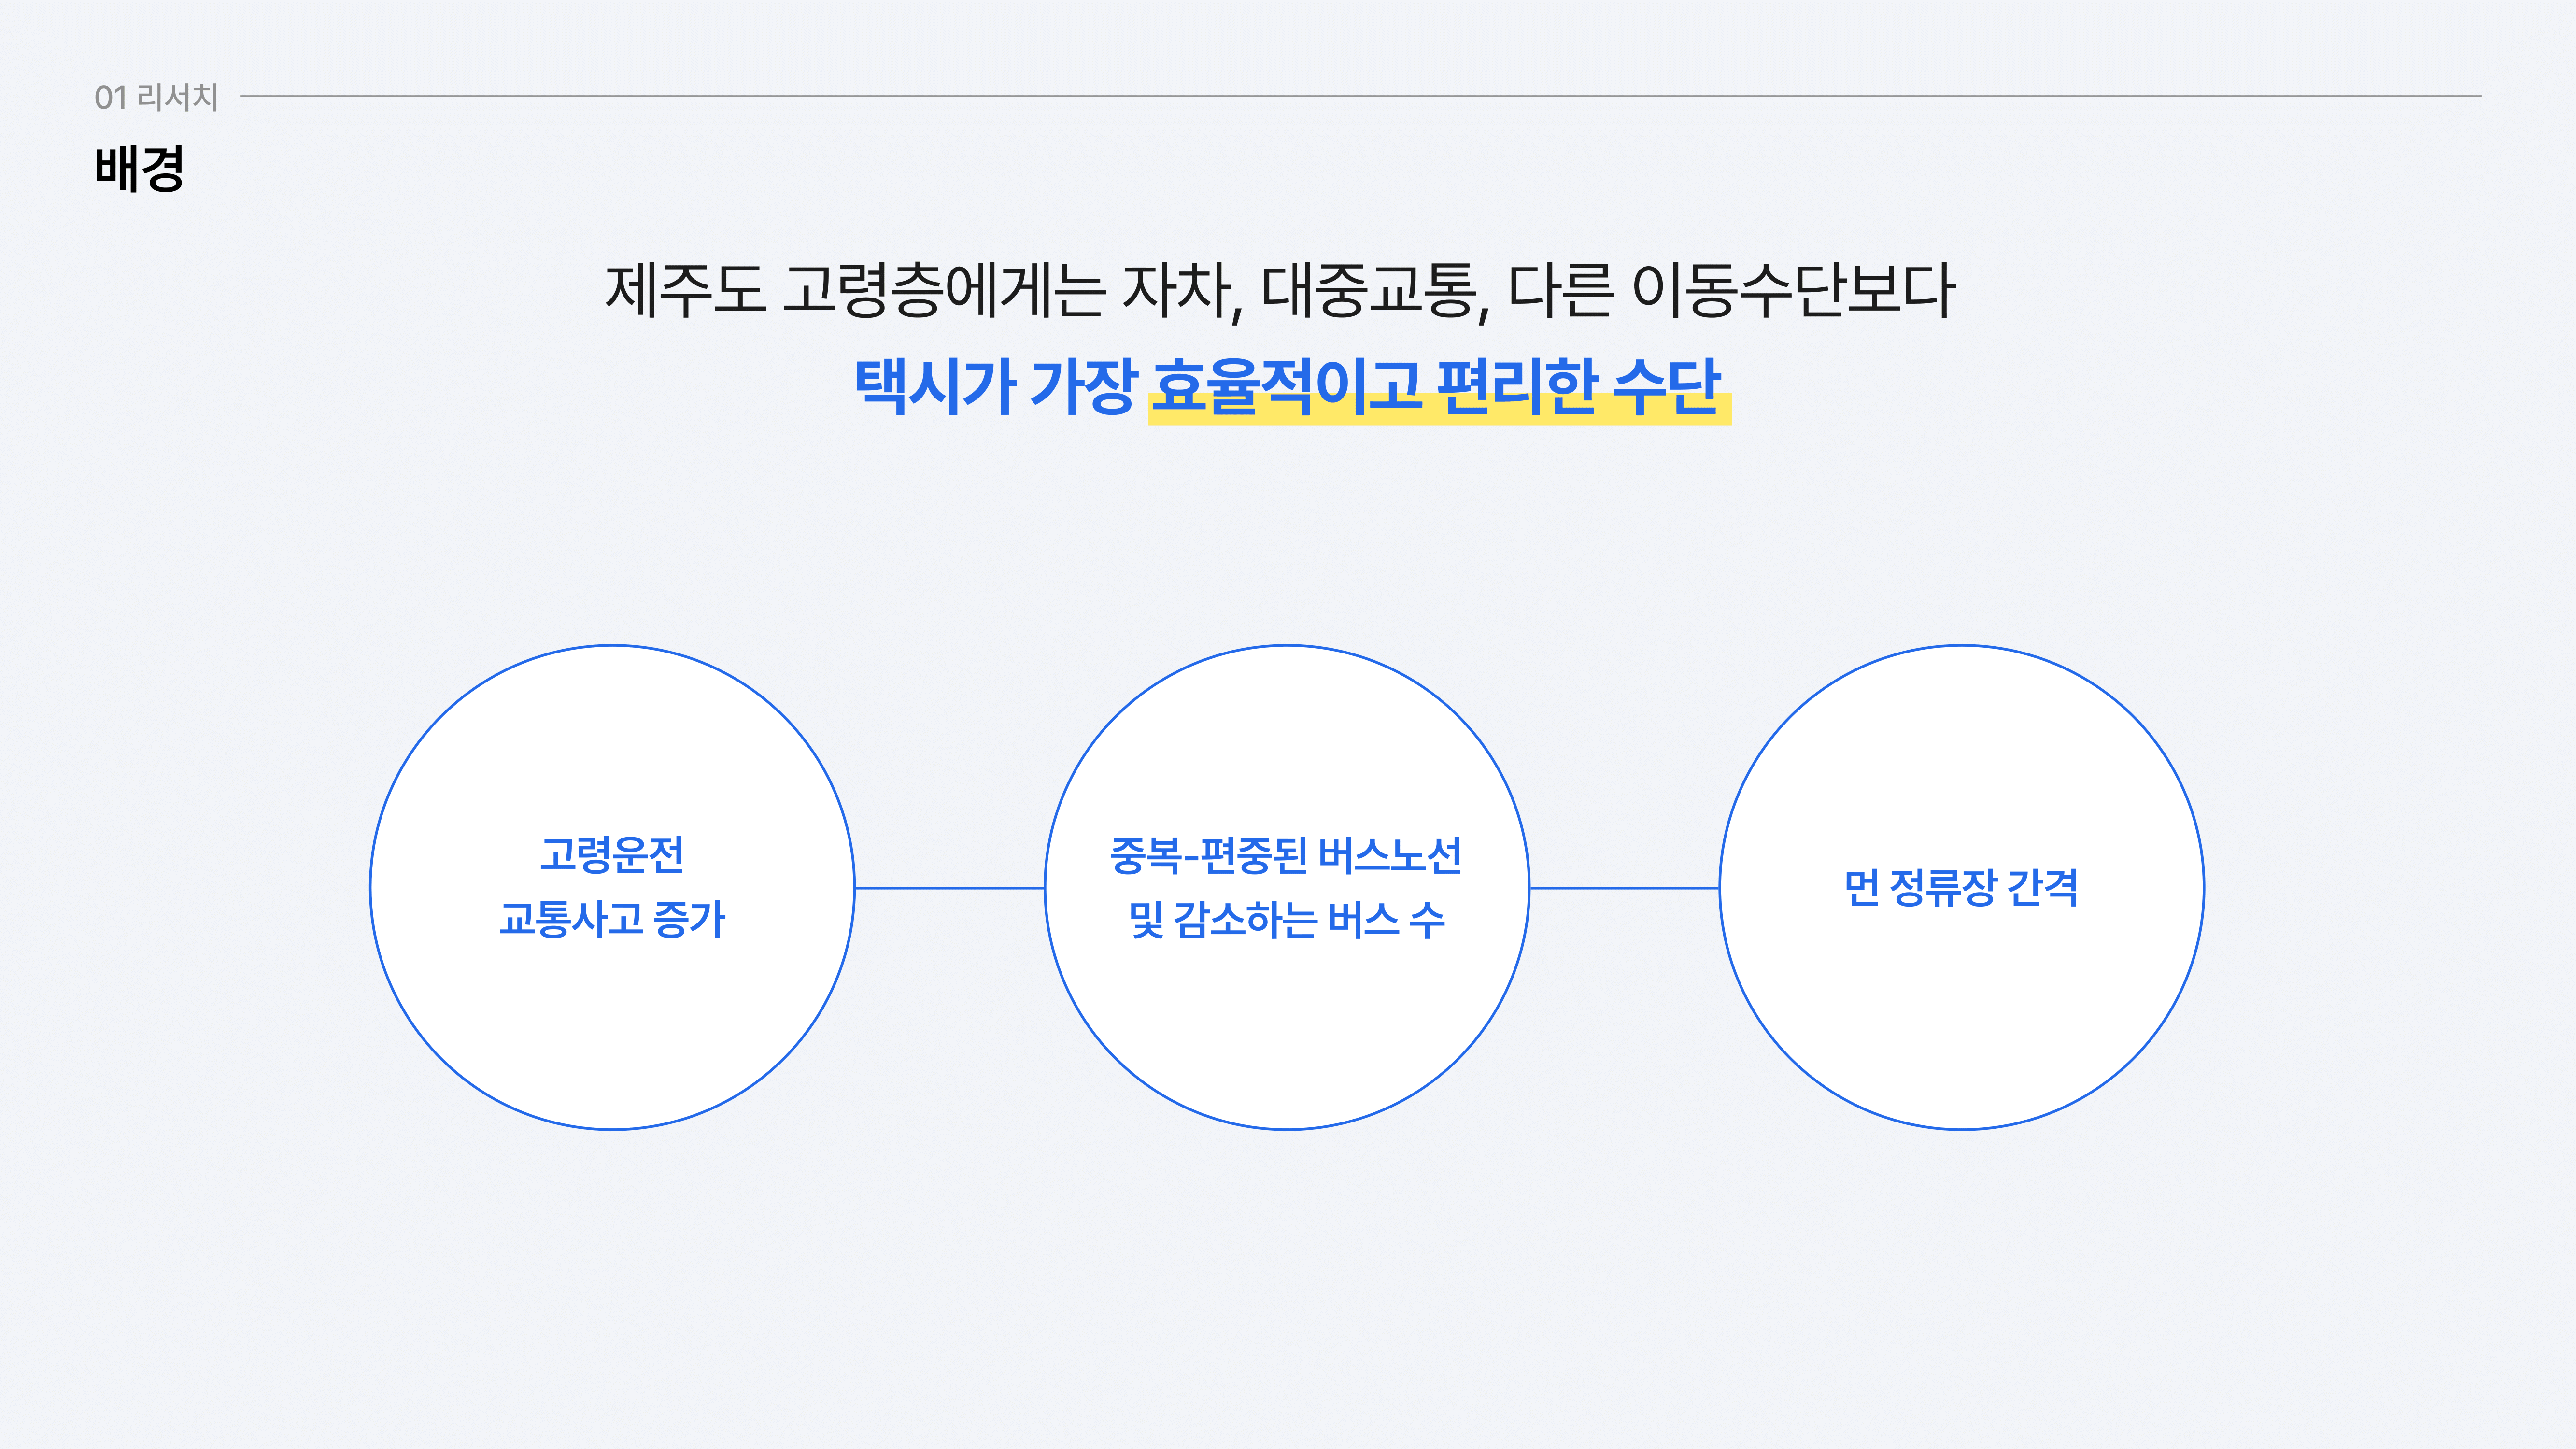 01 리서치
배경
제주도 고령층에게는 자차, 대중교통, 다른 이동수단보다
택시가 가장 효율적이고 편리한 수단
고령운전
교통사고 증가
중복-편중된 버스노선
및 감소하는 버스 수
먼 정류장 간격